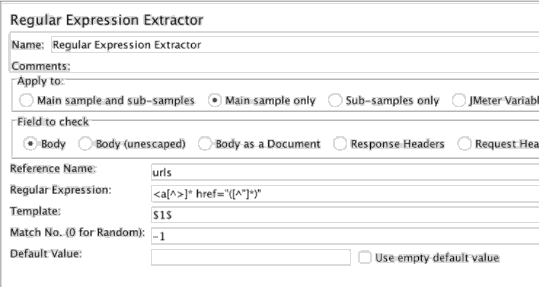 Regular Expression Extractor
Name: Regular Expression Extractor
Comments:
Apply to:
Main sample and sub-samples Main sample only Sub-samples only JMeter Variabl
Field to check
Body Body (unescaped) Body as a Document Response Headers Request Hea
Reference Name: urls
Regular Expression: <a[^>]* href="([^"]*)"
Template: $1$
Match No. (0 for Random): -1
Default Value: Use empty default value